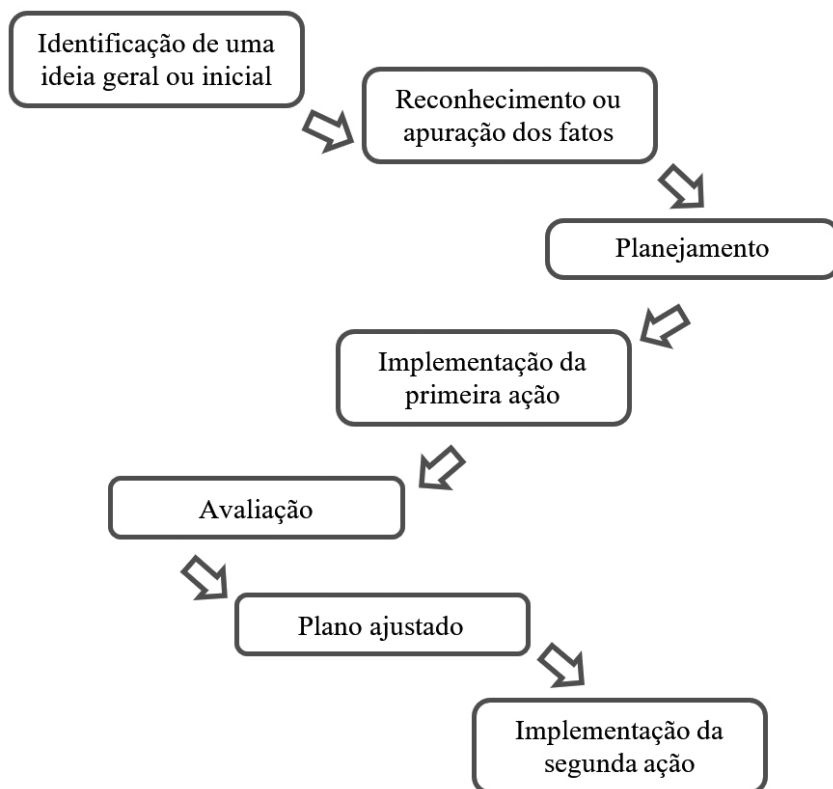 Identificação de uma
ideia geral ou inicial
Reconhecimento ou
apuração dos fatos
Planejamento
Implementação da
primeira ação
Avaliação
Plano ajustado
Implementação da
segunda ação